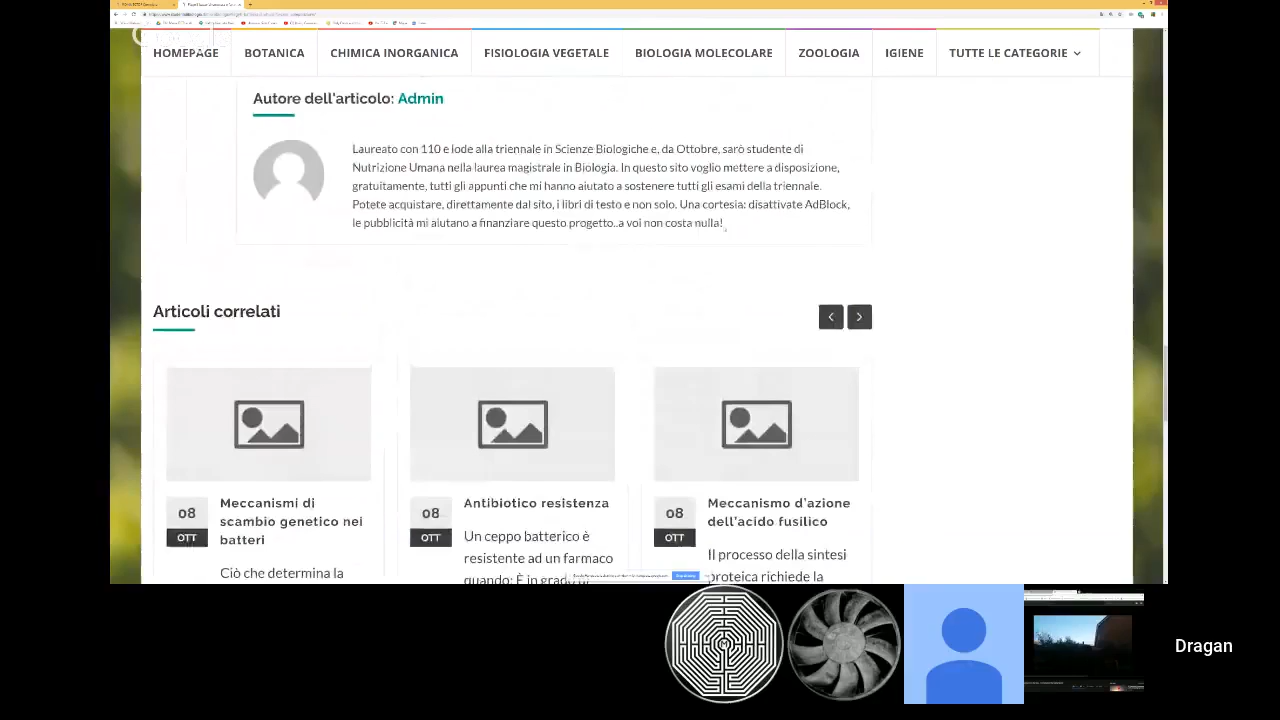 HOMEPAGE BOTANICA CHIMICA INORGANICA FISIOLOGIA VEGETALE BIOLOGIA MOLECOLARE ZOOLOGIA IGIENE TUTTE LE CATEGORIE
Autore dell'articolo: Admin
Laureato con 110 e lode alla triennale in Scienze Biologiche e, da Ottobre, sarò studente di
Nutrizione Umana nella laurea magistrale in Biologia. In questo sito voglio mettere a disposizione,
gratuitamente, tutti gli appunti che mi hanno aiutato a sostenere tutti gli esami della triennale.
Potete acquistare, direttamente dal sito, i libri di testo e non solo. Una cortesia: disattivate AdBlock,
le pubblicità mi aiutano a finanziare questo progetto..a voi non costa nulla!
Articoli correlati
08
OTT
Meccanismi di
scambio genetico nei
batteri
Ciò che determina la
08
OTT
Antibiotico resistenza
Un ceppo batterico è
resistente ad un farmaco
quando: È in grado di
08
OTT
Meccanismo d'azione
dell'acido fusilico
Il processo della sintesi
proteica richiede la
Dragan